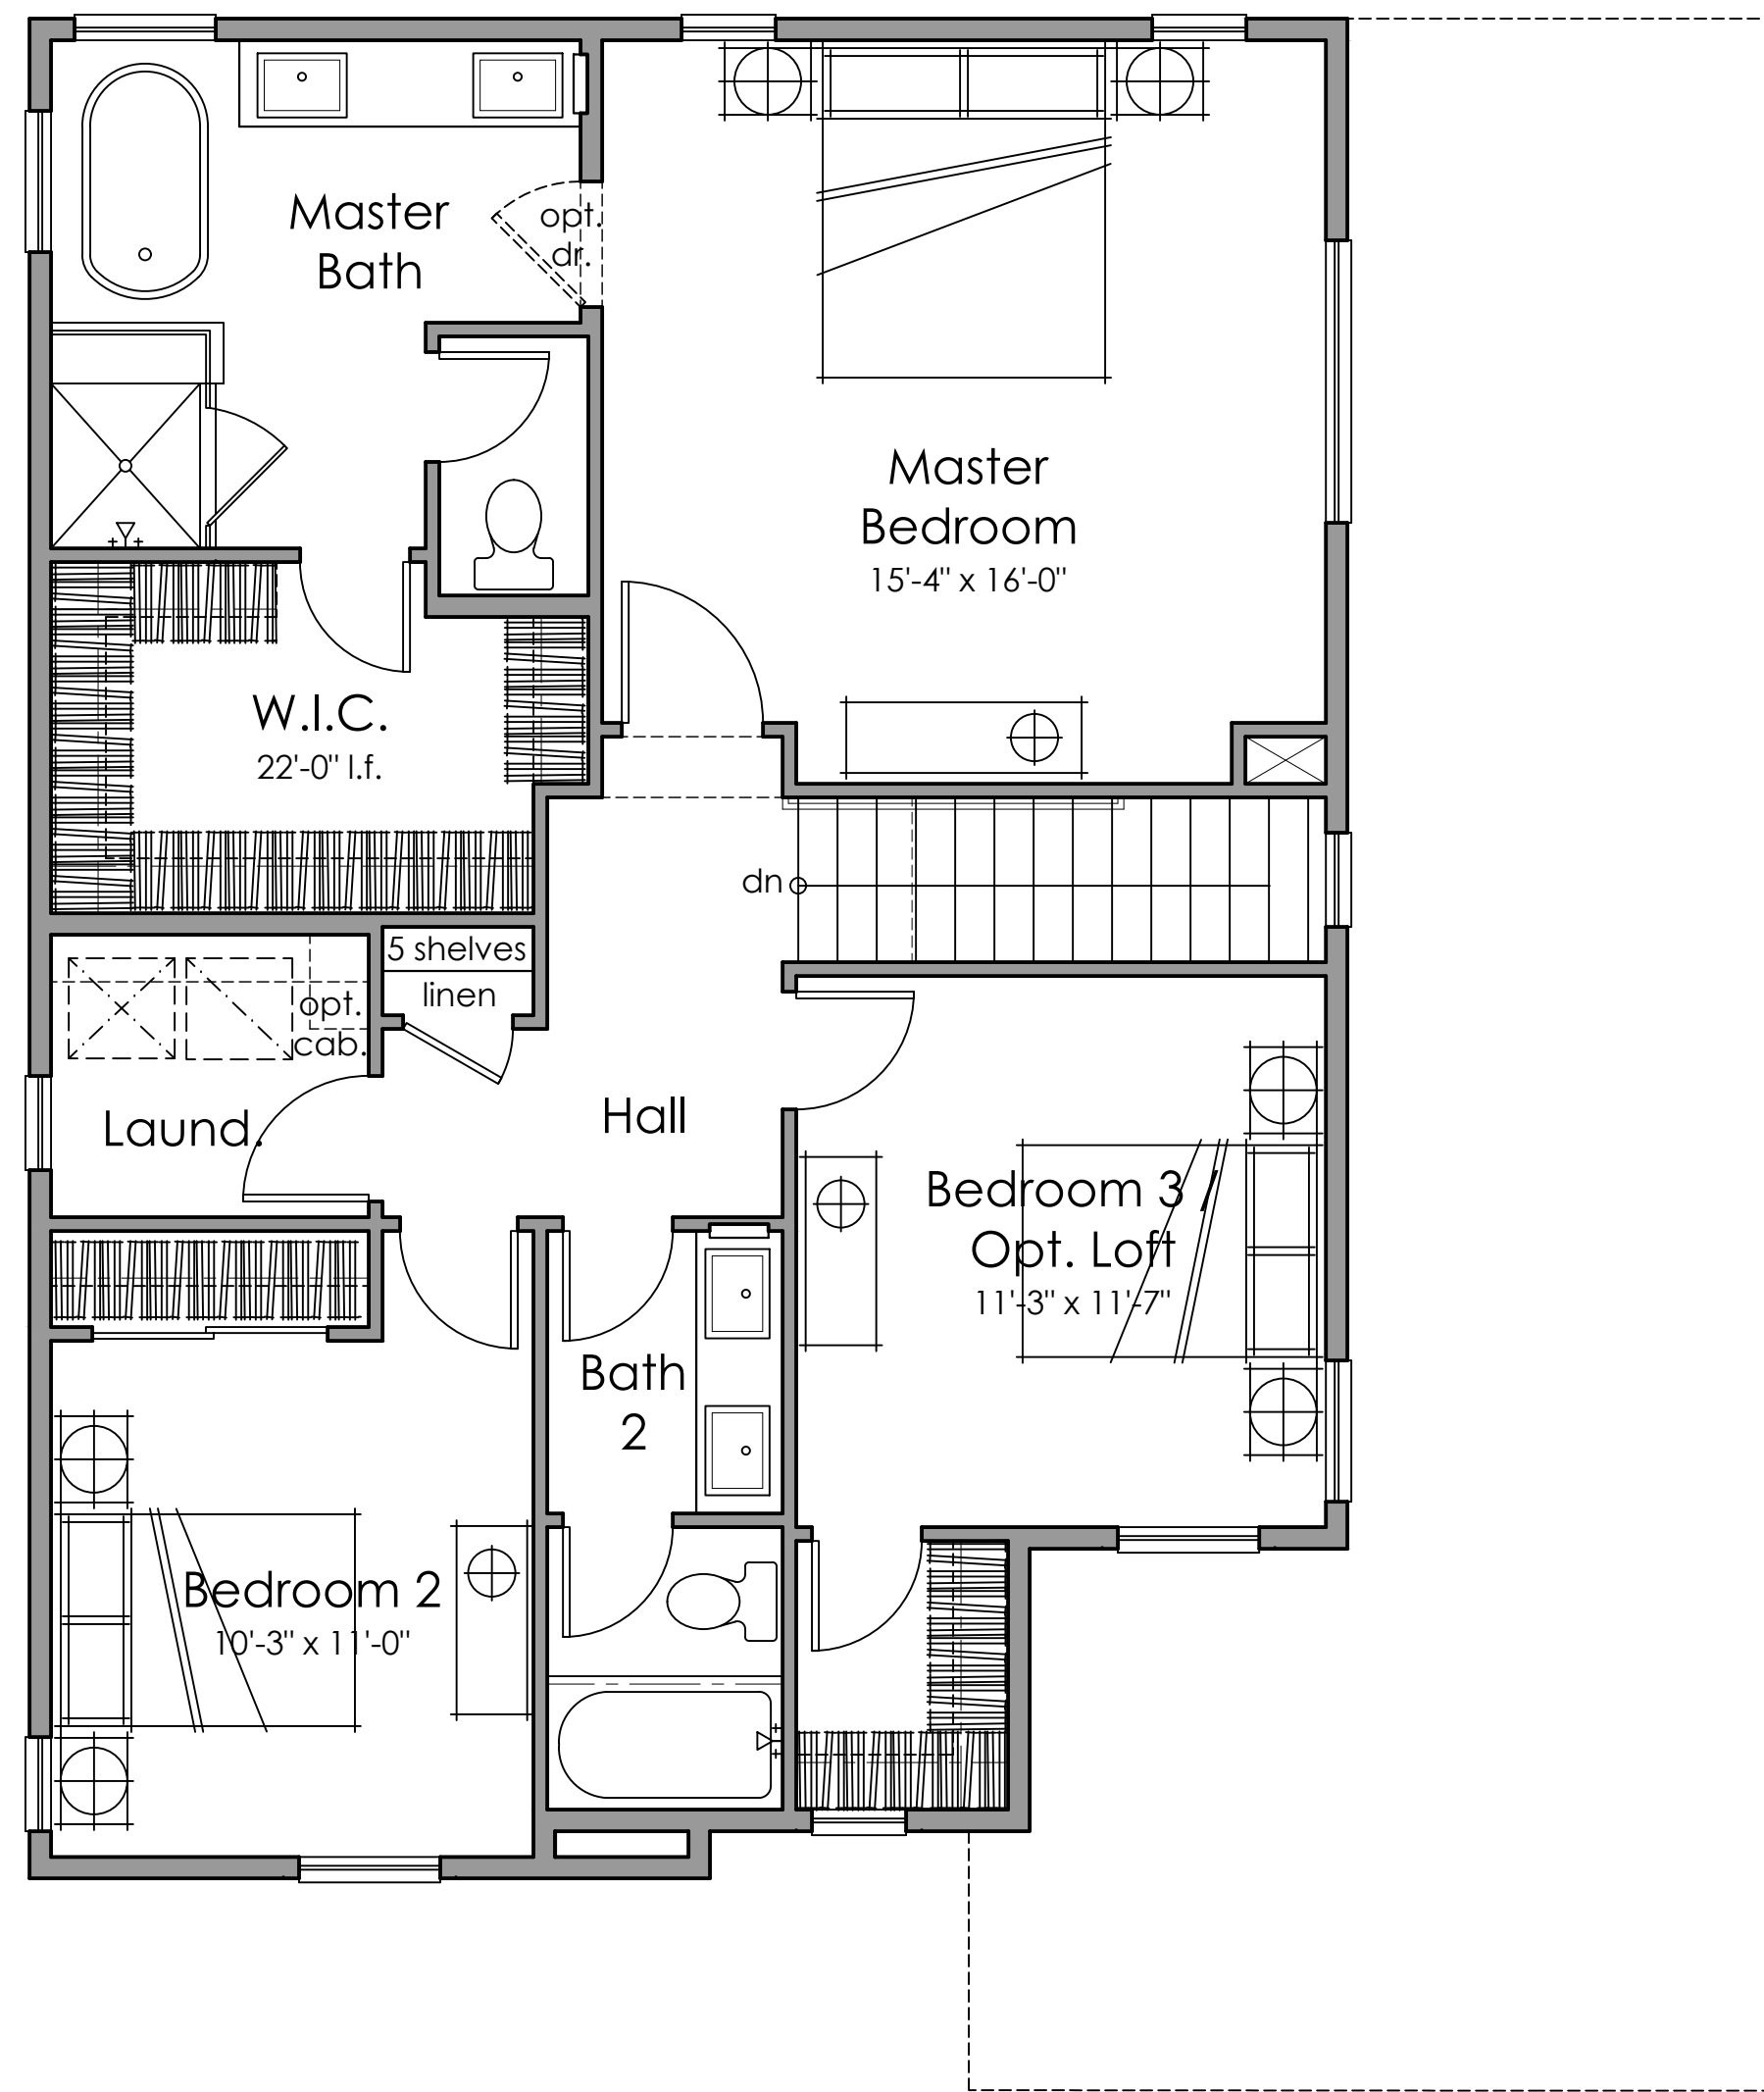 Master
Bath
opt.
dr.
Master
Bedroom
15'-4" x 16'-0"
W.I.C.
22'-0" l.f.
dn
5 shelves
linen
opt.
cab.
Laund.
Hall
Bedroom 3 /
Opt. Loft
11'-3" x 11'-7"
Bath
2
Bedroom 2
10'-3" x 11'-0"